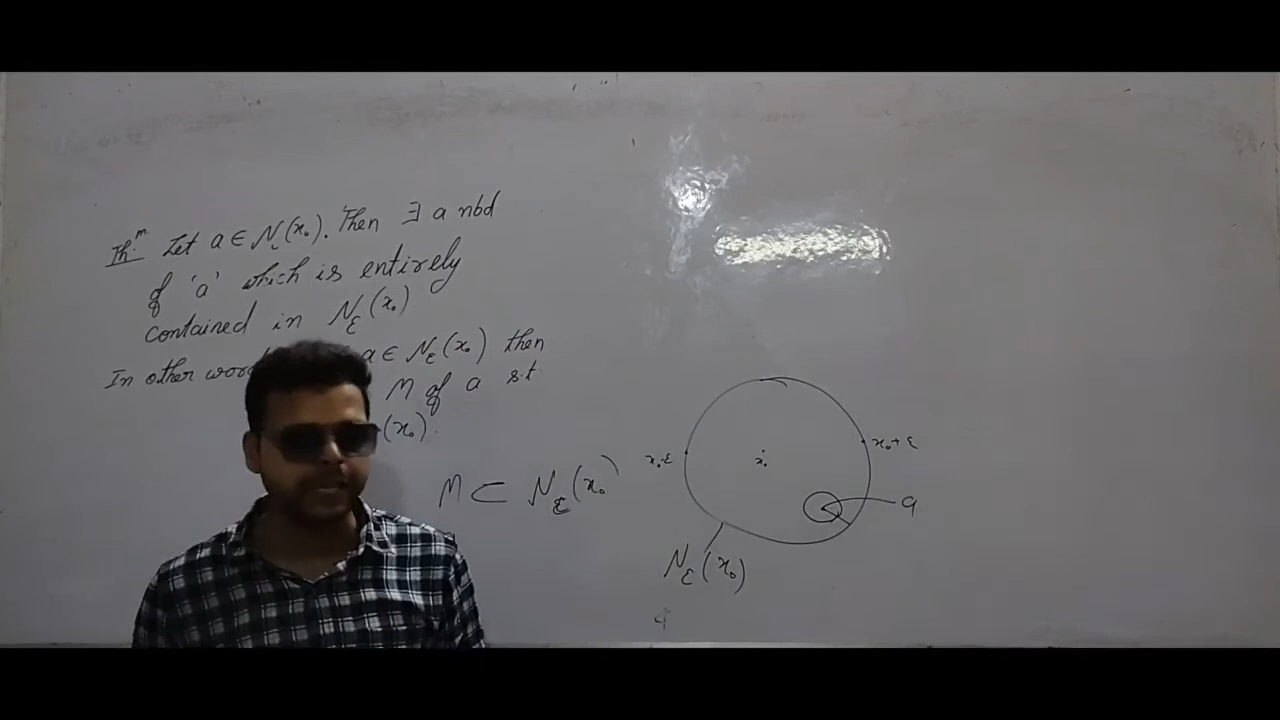 Th.m Let a ∈ N(x₀). Then ∃ a nbd
of 'a' which is entirely
contained in N_ε(x₀)
In other a ∈ N_ε(x₀) then
M of a s.t.
(x₀).
M ⊂ N_ε(x₀)
x₀-ε
x₀
x₀+ε
a
N_ε(x₀)